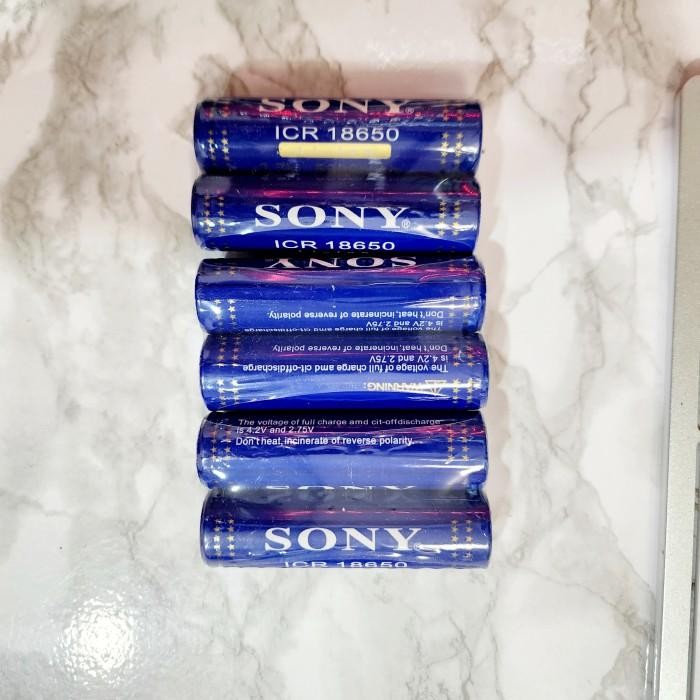 SONY®
ICR 18650
SONY®
ICR 18650
SONY
Don't heat, incinerate of reverse polarity.
is 4.2V and 2.75V
The voltage of full charge amd cit-offdischarge
Don't heat, incinerate of reverse polarity.
is 4.2V and 2.75V
The voltage of full charge amd cit-offdischarge
WARNING:
The voltage of full charge amd cit-offdischarge
is 4.2V and 2.75V
Don't heat, incinerate of reverse polarity.
SONY
ICR 18650